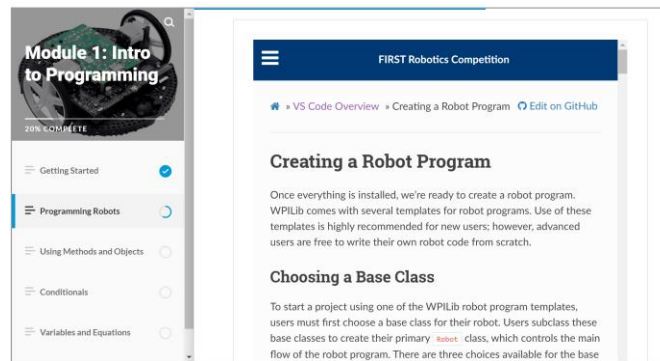 Module 1: Intro
to Programming
20% COMPLETE
Getting Started
Programming Robots
Using Methods and Objects
Conditionals
Variables and Equations
FIRST Robotics Competition
» VS Code Overview » Creating a Robot Program Edit on GitHub
Creating a Robot Program
Once everything is installed, we're ready to create a robot program.
WPILib comes with several templates for robot programs. Use of these
templates is highly recommended for new users; however, advanced
users are free to write their own robot code from scratch.
Choosing a Base Class
To start a project using one of the WPILib robot program templates,
users must first choose a base class for their robot. Users subclass these
base classes to create their primary Robot class, which controls the main
flow of the robot program. There are three choices available for the base